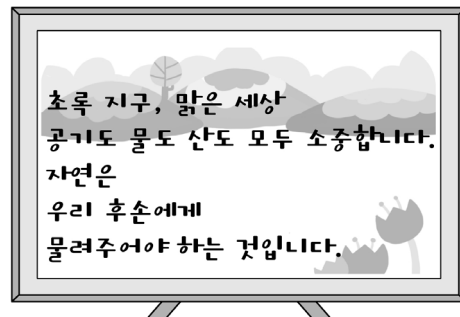 초록 지구, 맑은 세상
공기도 물도 산도 모두 소중합니다.
자연은
우리 후손에게
물려주어야 하는 것입니다.